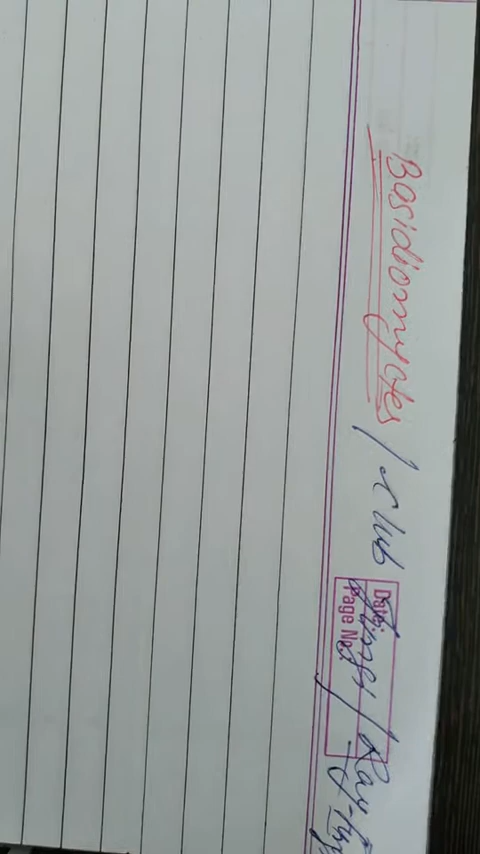 Basidiomycetes / club fungi /
Date:
Page No: